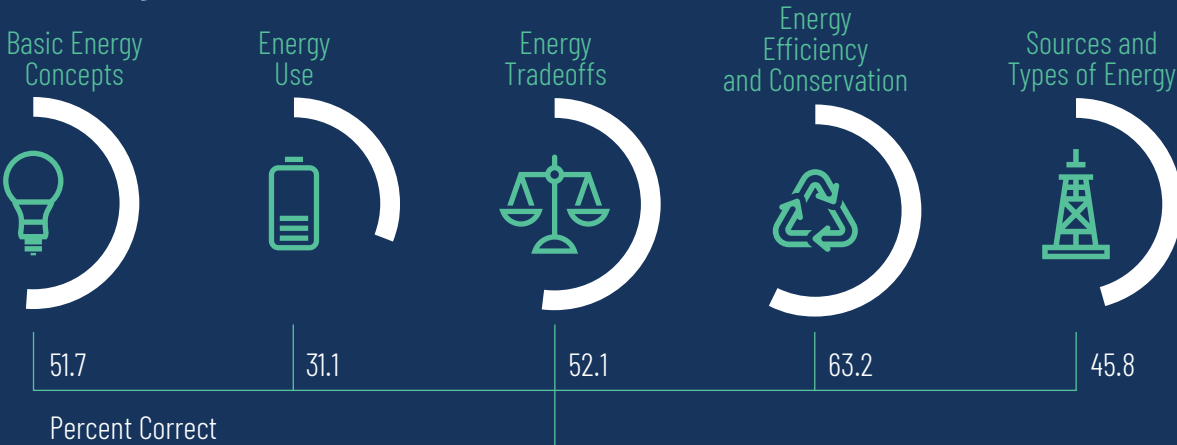 Basic Energy
Concepts
Energy
Use
Energy
Tradeoffs
Energy
Efficiency
and Conservation
Sources and
Types of Energy
51.7
31.1
52.1
63.2
45.8
Percent Correct